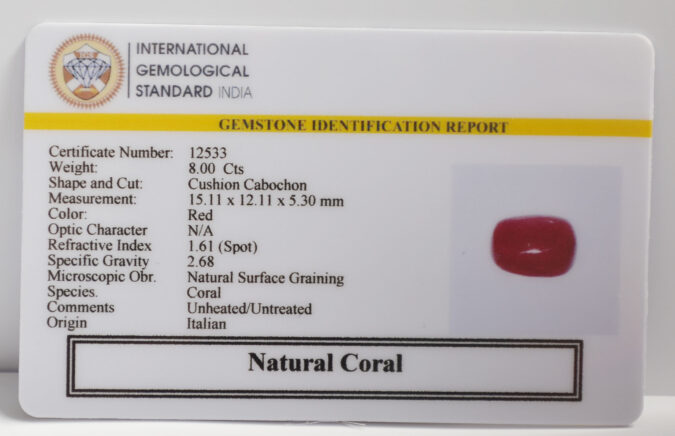 INTERNATIONAL
GEMOLOGICAL
STANDARD INDIA
GEMSTONE IDENTIFICATION REPORT
Certificate Number: 12533
Weight: 8.00 Cts
Shape and Cut: Cushion Cabochon
Measurement: 15.11 x 12.11 x 5.30 mm
Color: Red
Optic Character N/A
Refractive Index 1.61 (Spot)
Specific Gravity 2.68
Microscopic Obr. Natural Surface Graining
Species. Coral
Comments Unheated/Untreated
Origin Italian
Natural Coral